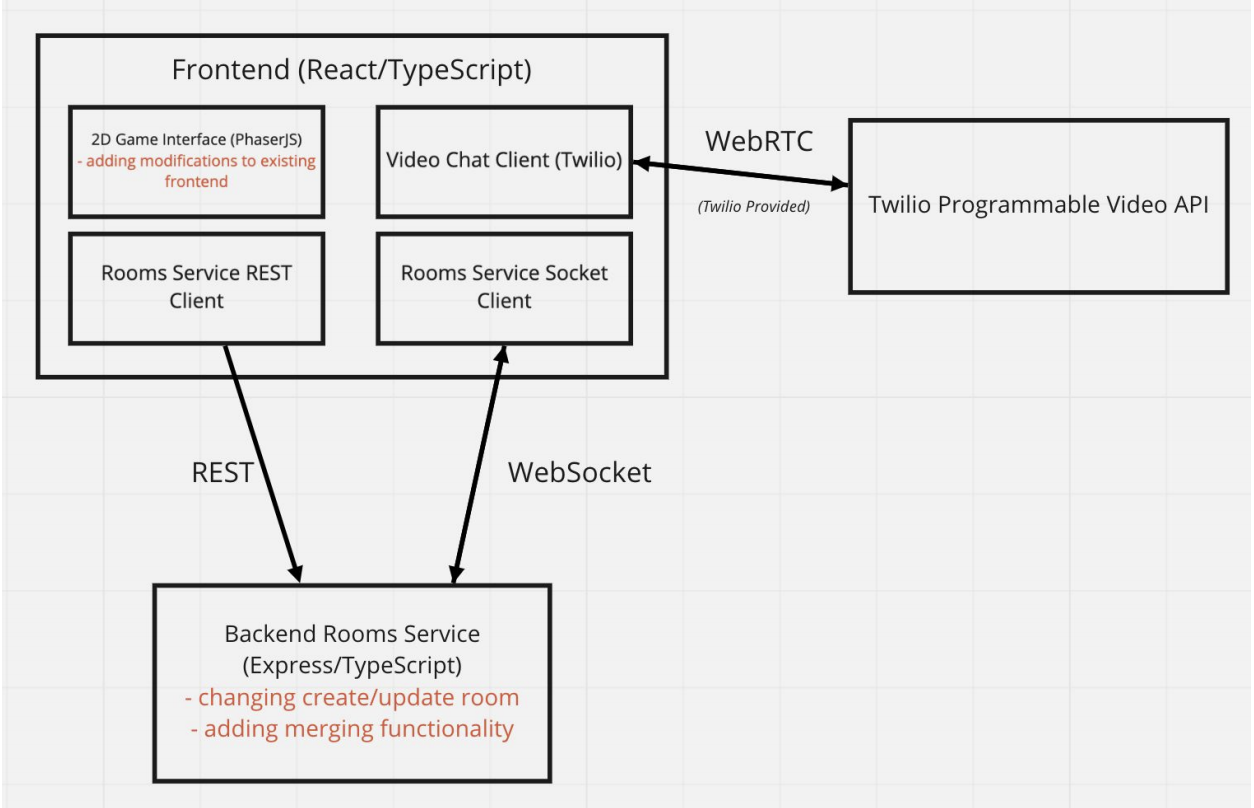 Frontend (React/TypeScript)
2D Game Interface (PhaserJS)
- adding modifications to existing
frontend
Video Chat Client (Twilio)
WebRTC
(Twilio Provided)
Twilio Programmable Video API
Rooms Service REST
Client
Rooms Service Socket
Client
REST
WebSocket
Backend Rooms Service
(Express/TypeScript)
- changing create/update room
- adding merging functionality